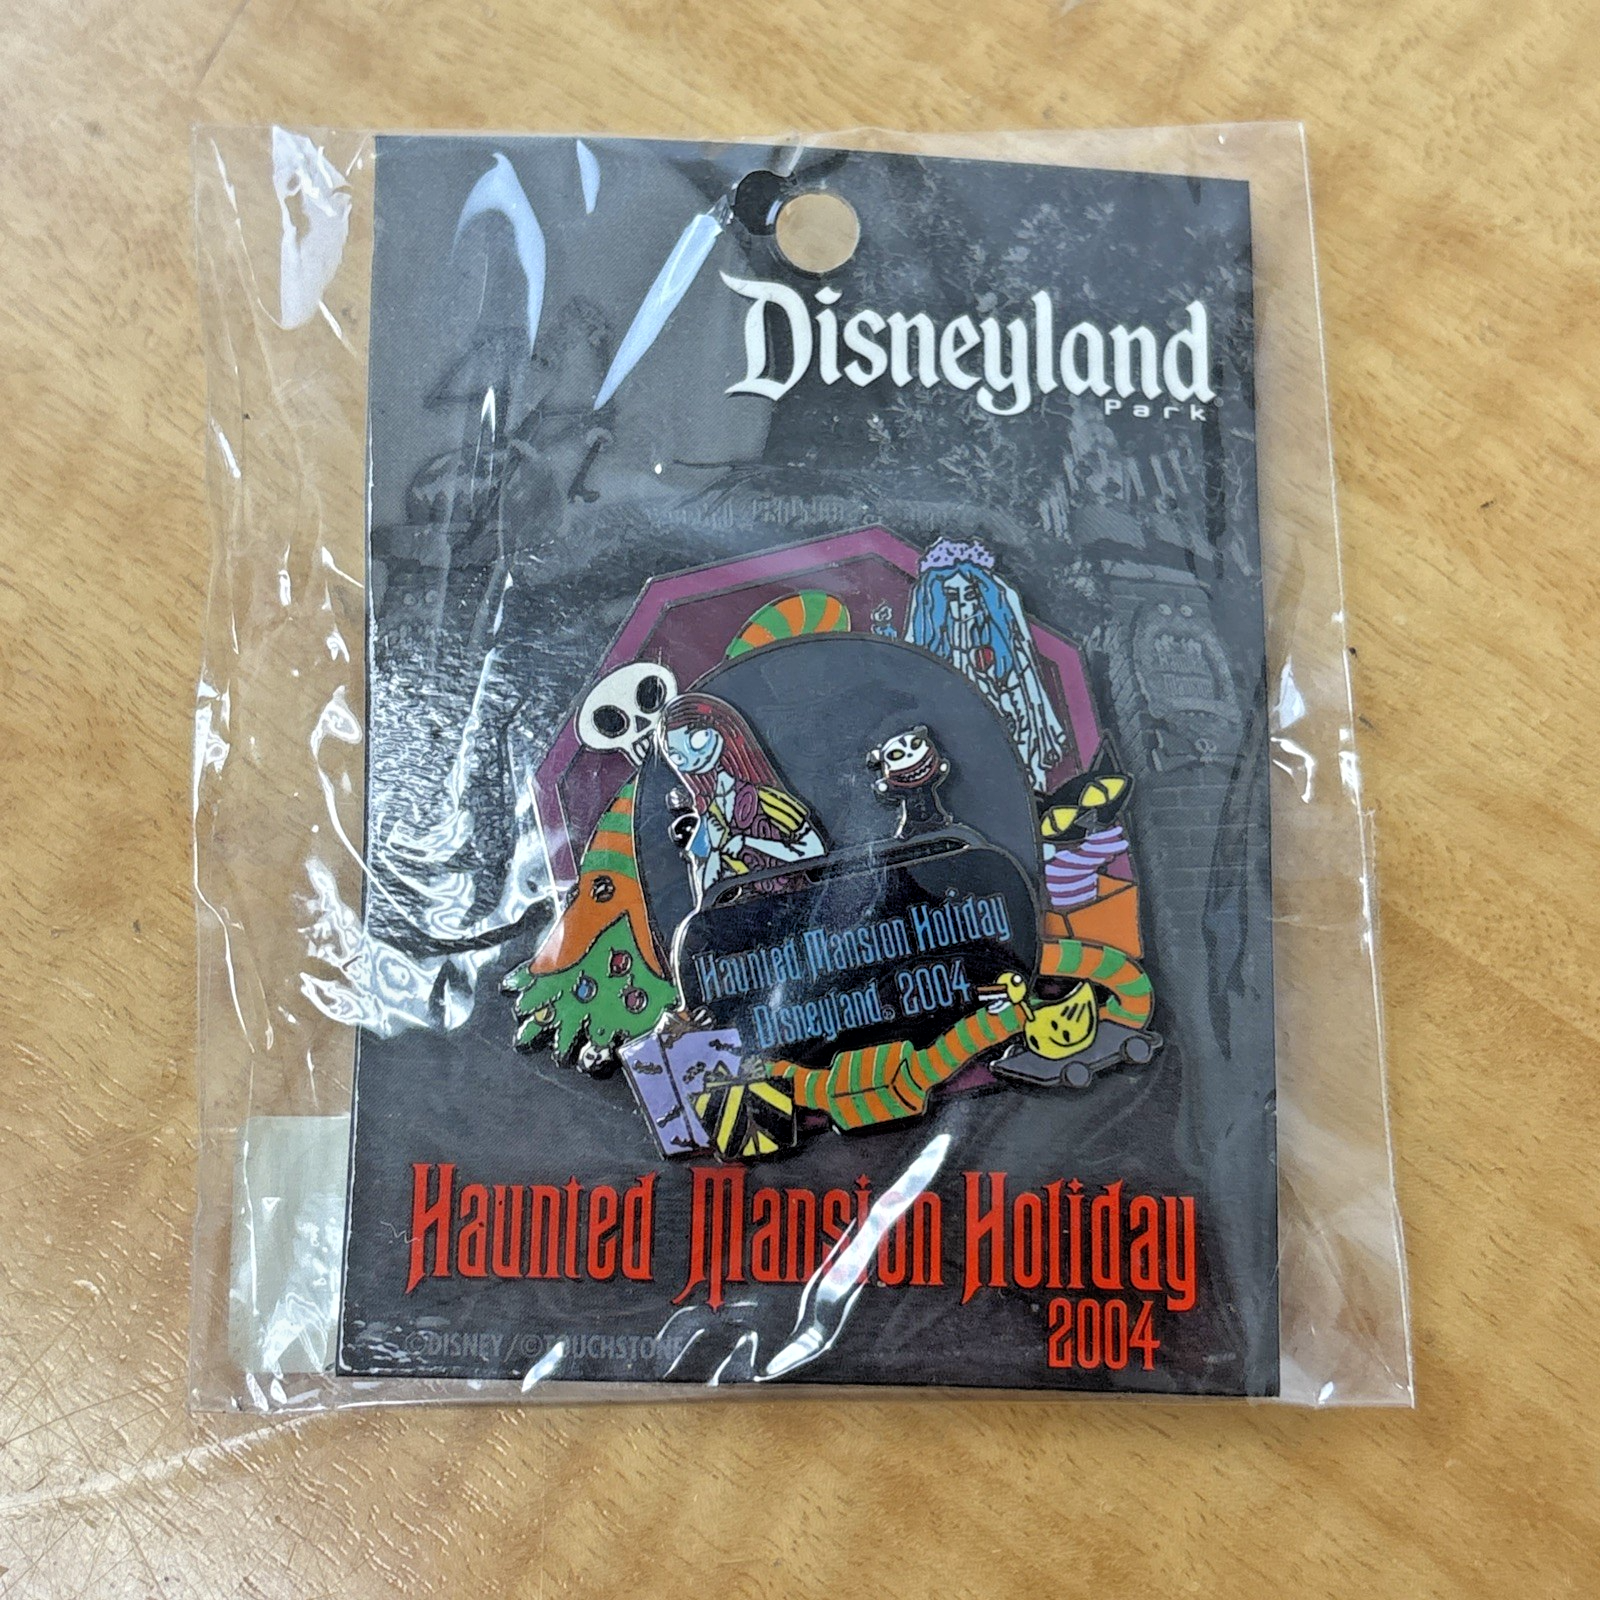 Disneyland
Park
Haunted Mansion Holiday
Disneyland® 2004
Haunted Mansion Holiday
2004
©DISNEY/©TOUCHSTONE